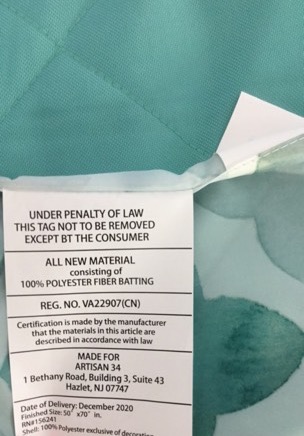 UNDER PENALTY OF LAW
THIS TAG NOT TO BE REMOVED
EXCEPT BT THE CONSUMER
ALL NEW MATERIAL
consisting of
100% POLYESTER FIBER BATTING
REG. NO. VA22907(CN)
Certification is made by the manufacturer
that the materials in this article are
described in accordance with law
MADE FOR
ARTISAN 34
1 Bethany Road, Building 3, Suite 43
Hazlet, NJ 07747
Date of Delivery: December 2020
Finished Size: 50" x70" in.
RN#156241
Shell: 100% Polyester exclusive of